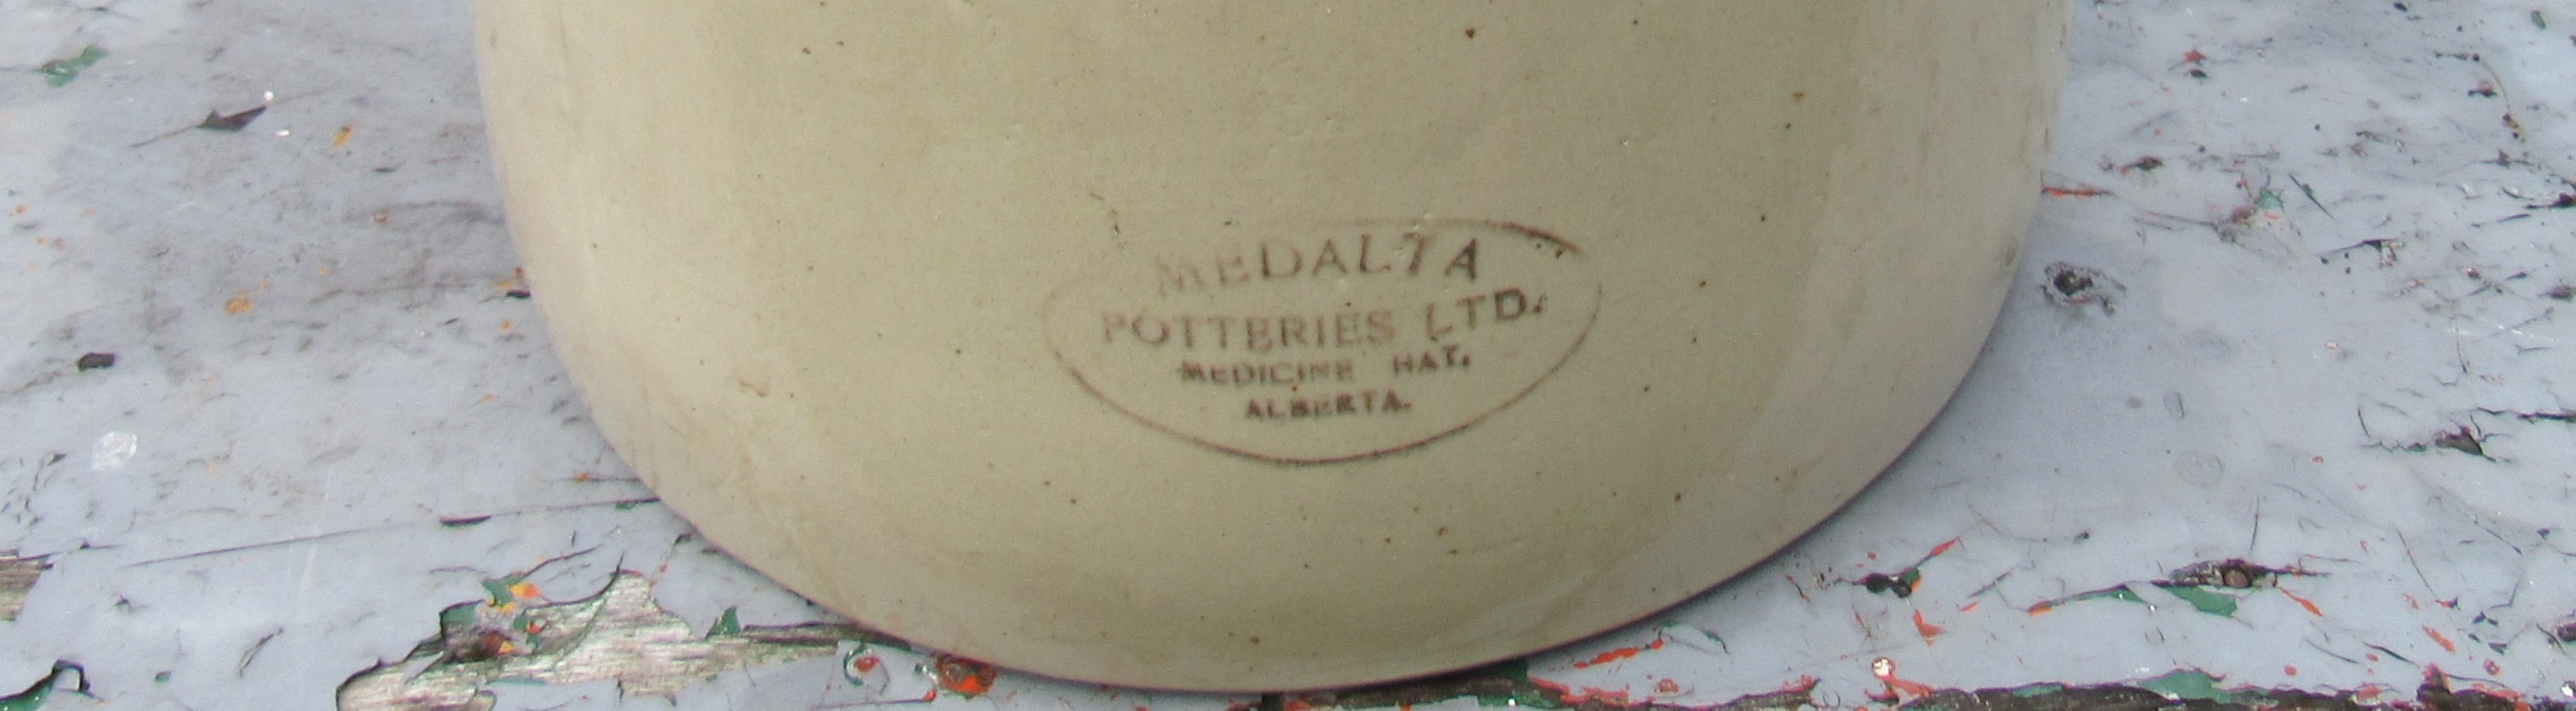 MEDALTA
POTTERIES LTD.
MEDICINE HAT.
ALBERTA.